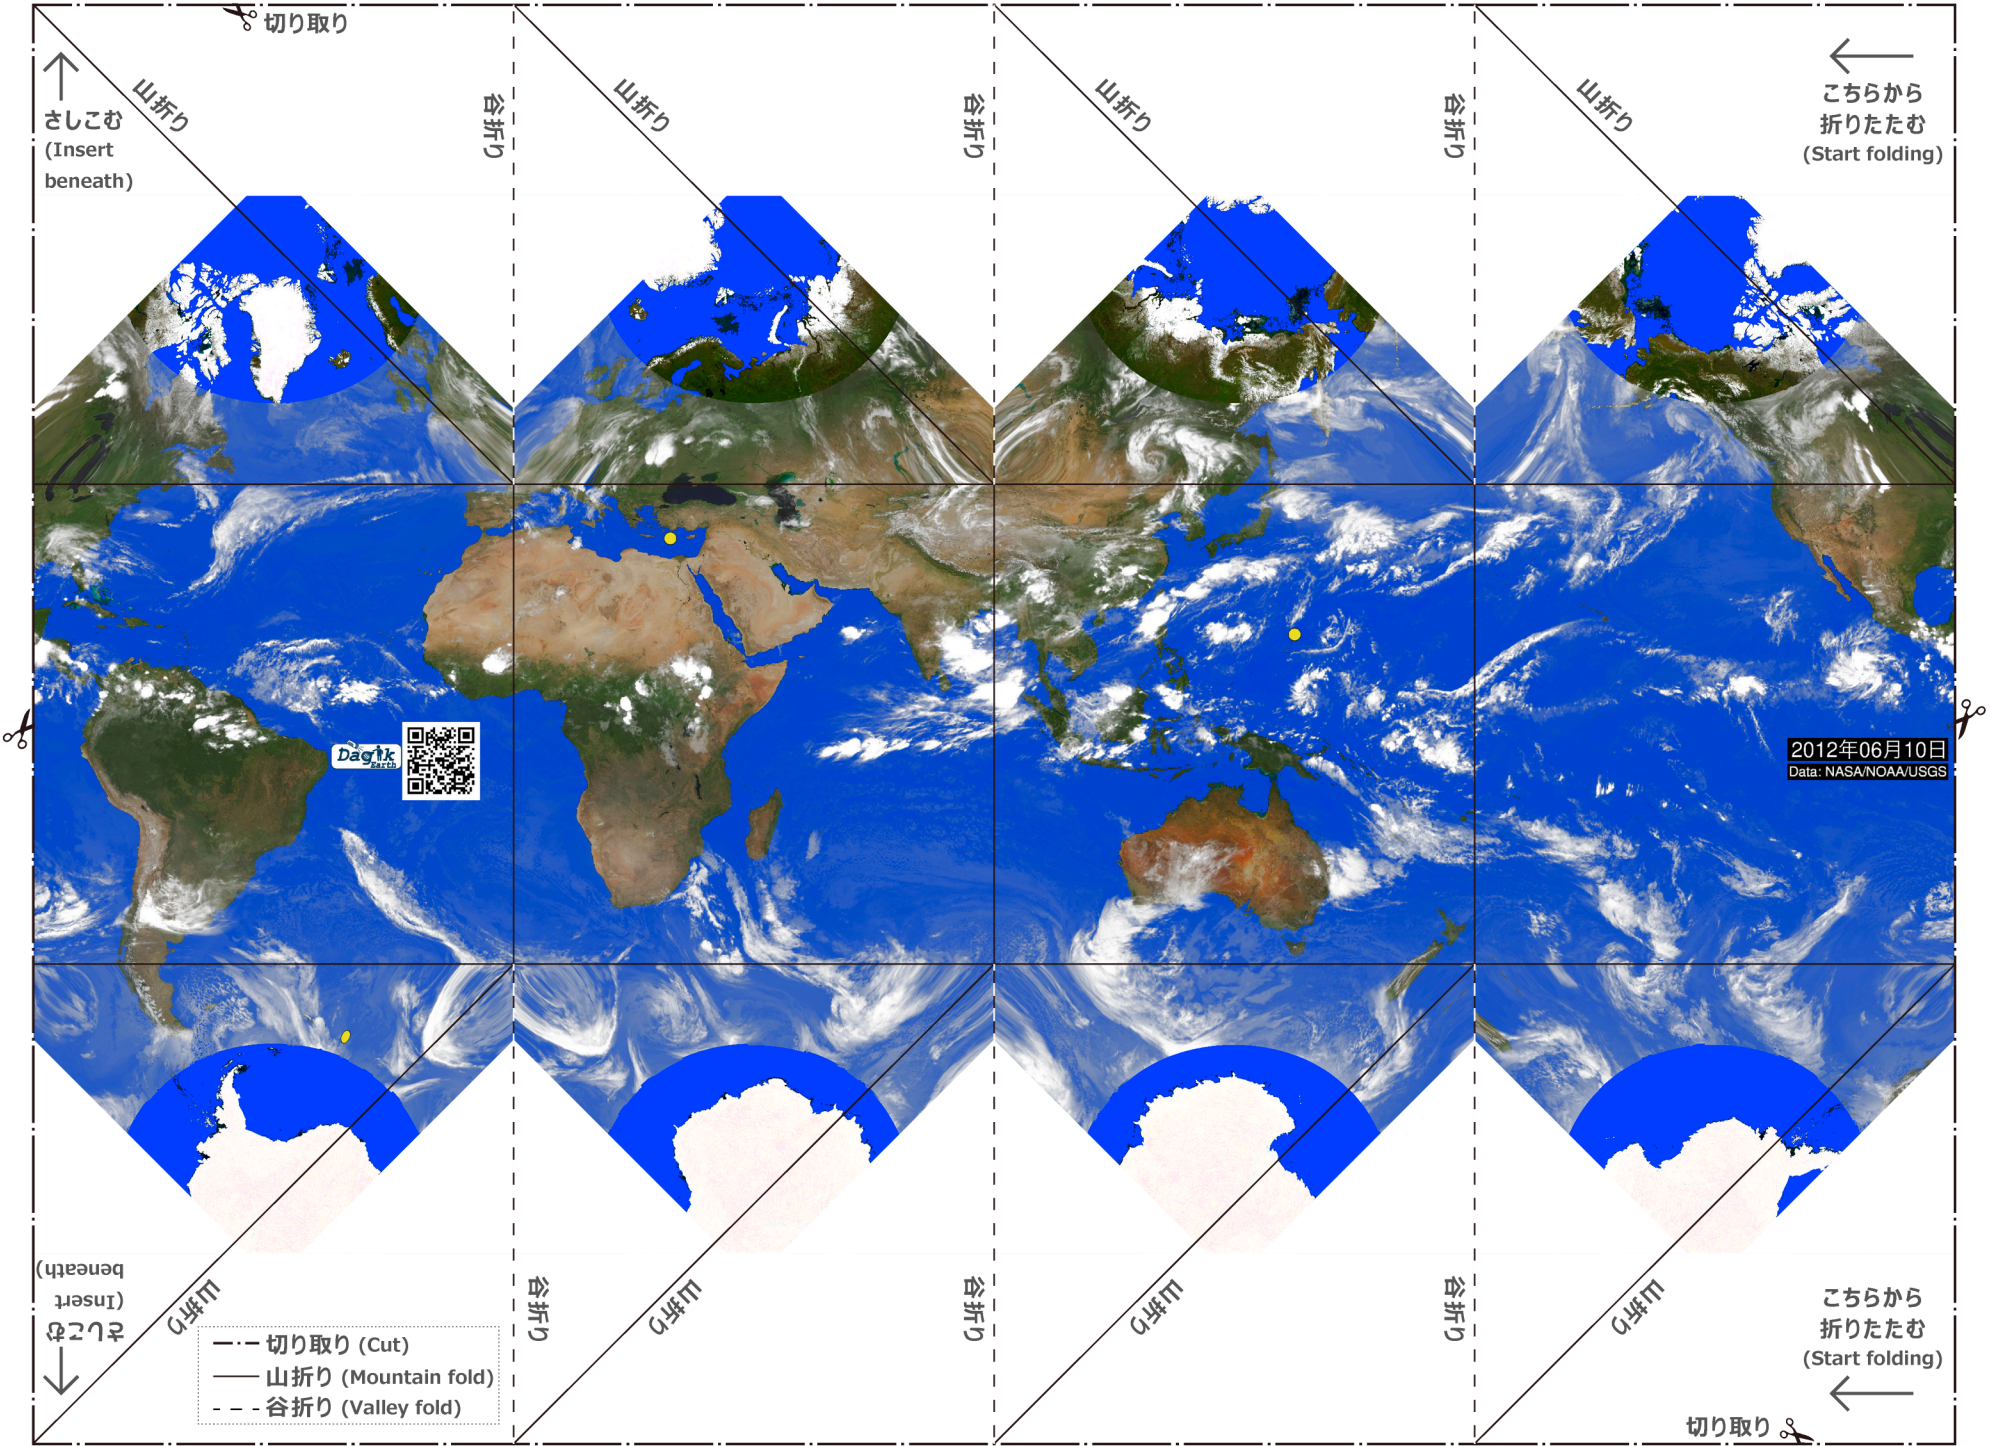 切り取り
さしこむ
(Insert
beneath)
山折り
谷折り
山折り
谷折り
山折り
谷折り
山折り
こちらから
折りたたむ
(Start folding)
Dagik
Earth
2012年06月10日
Data: NASA/NOAA/USGS
さしこむ
(Insert
beneath)
山折り
谷折り
山折り
谷折り
山折り
谷折り
山折り
こちらから
折りたたむ
(Start folding)
切り取り (Cut)
山折り (Mountain fold)
谷折り (Valley fold)
切り取り